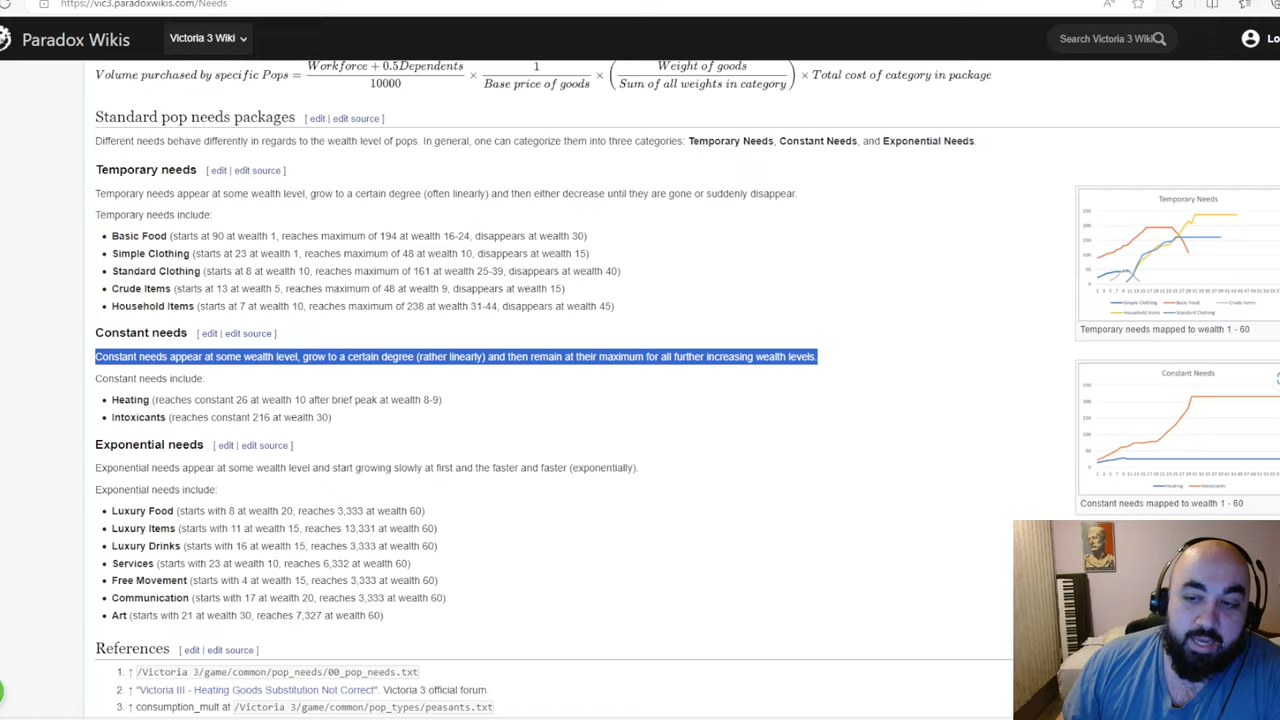 https://vic3.paradoxwikis.com/Needs
Paradox Wikis
Victoria 3 Wiki
Search Victoria 3 Wiki
Lo
Volume purchased by specific Pops = Workforce + 0.5Dependents / 10000 × 1 / Base price of goods × ( Weight of goods / Sum of all weights in category ) × Total cost of category in package
Standard pop needs packages [ edit | edit source ]
Different needs behave differently in regards to the wealth level of pops. In general, one can categorize them into three categories: Temporary Needs, Constant Needs, and Exponential Needs.
Temporary needs [ edit | edit source ]
Temporary needs appear at some wealth level, grow to a certain degree (often linearly) and then either decrease until they are gone or suddenly disappear.
Temporary needs include:
• Basic Food (starts at 90 at wealth 1, reaches maximum of 194 at wealth 16-24, disappears at wealth 30)
• Simple Clothing (starts at 23 at wealth 1, reaches maximum of 48 at wealth 10, disappears at wealth 15)
• Standard Clothing (starts at 8 at wealth 10, reaches maximum of 161 at wealth 25-39, disappears at wealth 40)
• Crude Items (starts at 13 at wealth 5, reaches maximum of 48 at wealth 9, disappears at wealth 15)
• Household Items (starts at 7 at wealth 10, reaches maximum of 238 at wealth 31-44, disappears at wealth 45)
Constant needs [ edit | edit source ]
Constant needs appear at some wealth level, grow to a certain degree (rather linearly) and then remain at their maximum for all further increasing wealth levels.
Constant needs include:
• Heating (reaches constant 26 at wealth 10 after brief peak at wealth 8-9)
• Intoxicants (reaches constant 216 at wealth 30)
Exponential needs [ edit | edit source ]
Exponential needs appear at some wealth level and start growing slowly at first and the faster and faster (exponentially).
Exponential needs include:
• Luxury Food (starts with 8 at wealth 20, reaches 3,333 at wealth 60)
• Luxury Items (starts with 11 at wealth 15, reaches 13,331 at wealth 60)
• Luxury Drinks (starts with 16 at wealth 15, reaches 3,333 at wealth 60)
• Services (starts with 23 at wealth 10, reaches 6,332 at wealth 60)
• Free Movement (starts with 4 at wealth 15, reaches 3,333 at wealth 60)
• Communication (starts with 17 at wealth 20, reaches 3,333 at wealth 60)
• Art (starts with 21 at wealth 30, reaches 7,327 at wealth 60)
References [ edit | edit source ]
1. ↑ /Victoria 3/game/common/pop_needs/00_pop_needs.txt
2. ↑ "Victoria III - Heating Goods Substitution Not Correct". Victoria 3 official forum.
3. ↑ consumption_mult at /Victoria 3/game/common/pop_types/peasants.txt
Temporary Needs
Simple Clothing Basic Food Crude Items
Household Items Standard Clothing
Temporary needs mapped to wealth 1 - 60
Constant Needs
Heating Intoxicants
Constant needs mapped to wealth 1 - 60